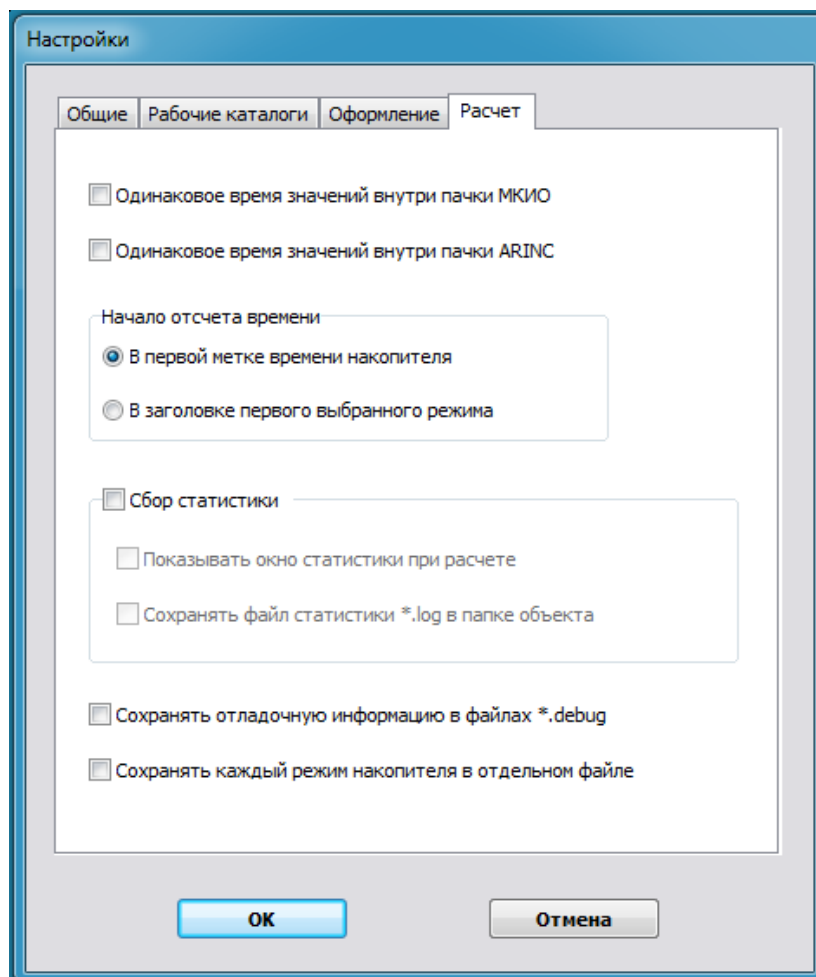 Настройки
Общие Рабочие каталоги Оформление Расчет
Одинаковое время значений внутри пачки МКИО
Одинаковое время значений внутри пачки ARINC
Начало отсчета времени
В первой метке времени накопителя
В заголовке первого выбранного режима
Сбор статистики
Показывать окно статистики при расчете
Сохранять файл статистики *.log в папке объекта
Сохранять отладочную информацию в файлах *.debug
Сохранять каждый режим накопителя в отдельном файле
ОК Отмена